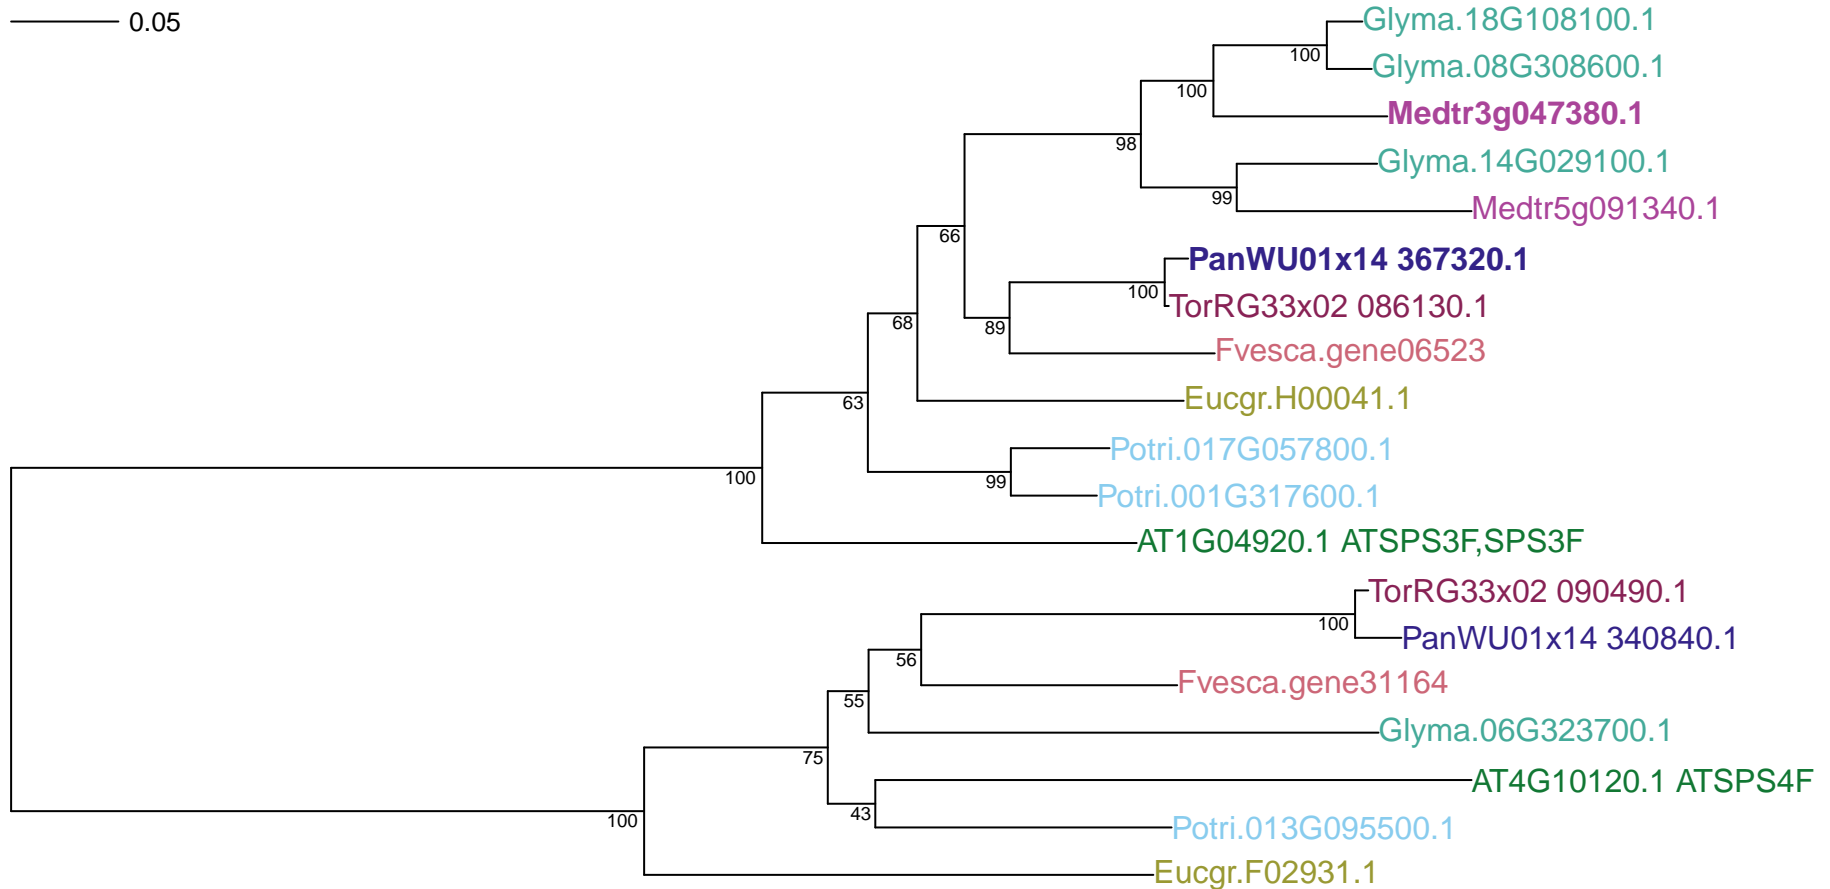 0.05
Glyma.18G108100.1
100
Glyma.08G308600.1
100
Medtr3g047380.1
98
Glyma.14G029100.1
99
Medtr5g091340.1
66
PanWU01x14 367320.1
100
TorRG33x02 086130.1
68
89
Fvesca.gene06523
63
Eucgr.H00041.1
Potri.017G057800.1
100
99
Potri.001G317600.1
AT1G04920.1 ATSPS3F,SPS3F
TorRG33x02 090490.1
100
PanWU01x14 340840.1
56
Fvesca.gene31164
55
Glyma.06G323700.1
75
AT4G10120.1 ATSPS4F
43
100
Potri.013G095500.1
Eucgr.F02931.1